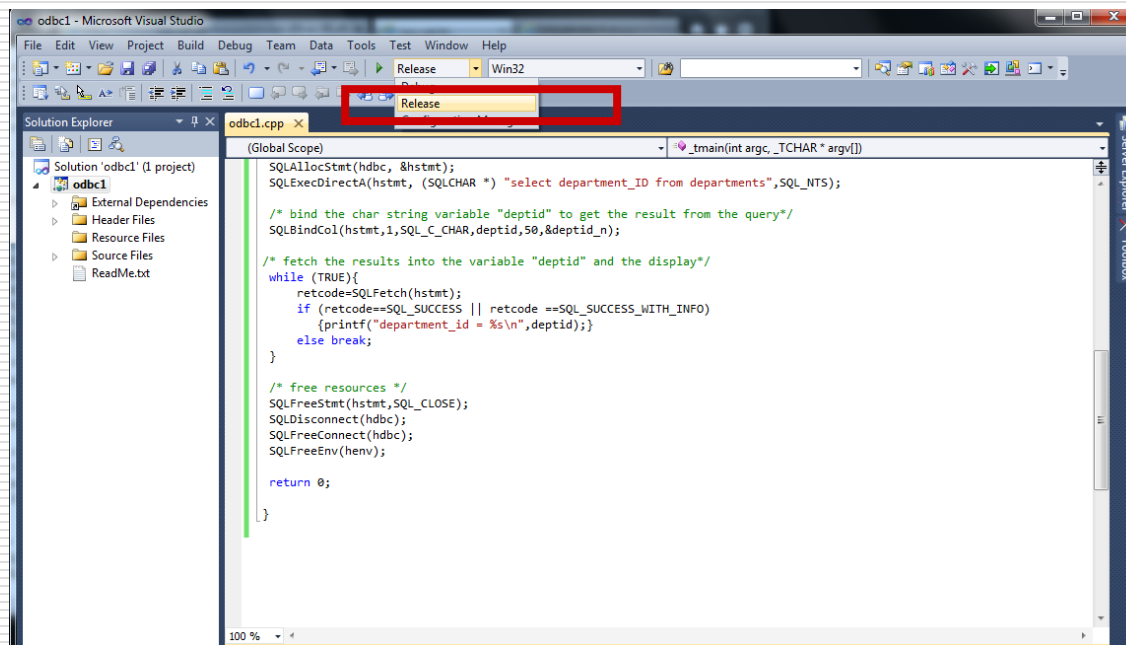 odbc1 - Microsoft Visual Studio
File Edit View Project Build Debug Team Data Tools Test Window Help
Release Win32
Release
Solution Explorer
odbc1.cpp
(Global Scope) _tmain(int argc, _TCHAR * argv[])
Solution 'odbc1' (1 project)
odbc1
External Dependencies
Header Files
Resource Files
Source Files
ReadMe.txt
SQLAllocStmt(hdbc, &hstmt);
SQLExecDirectA(hstmt, (SQLCHAR *) "select department_ID from departments",SQL_NTS);
/* bind the char string variable "deptid" to get the result from the query*/
SQLBindCol(hstmt,1,SQL_C_CHAR,deptid,50,&deptid_n);
/* fetch the results into the variable "deptid" and the display*/
while (TRUE){
retcode=SQLFetch(hstmt);
if (retcode==SQL_SUCCESS || retcode ==SQL_SUCCESS_WITH_INFO)
{printf("department_id = %s\n",deptid);}
else break;
}
/* free resources */
SQLFreeStmt(hstmt,SQL_CLOSE);
SQLDisconnect(hdbc);
SQLFreeConnect(hdbc);
SQLFreeEnv(henv);
return 0;
}
100 %
Server Explorer
Toolbox